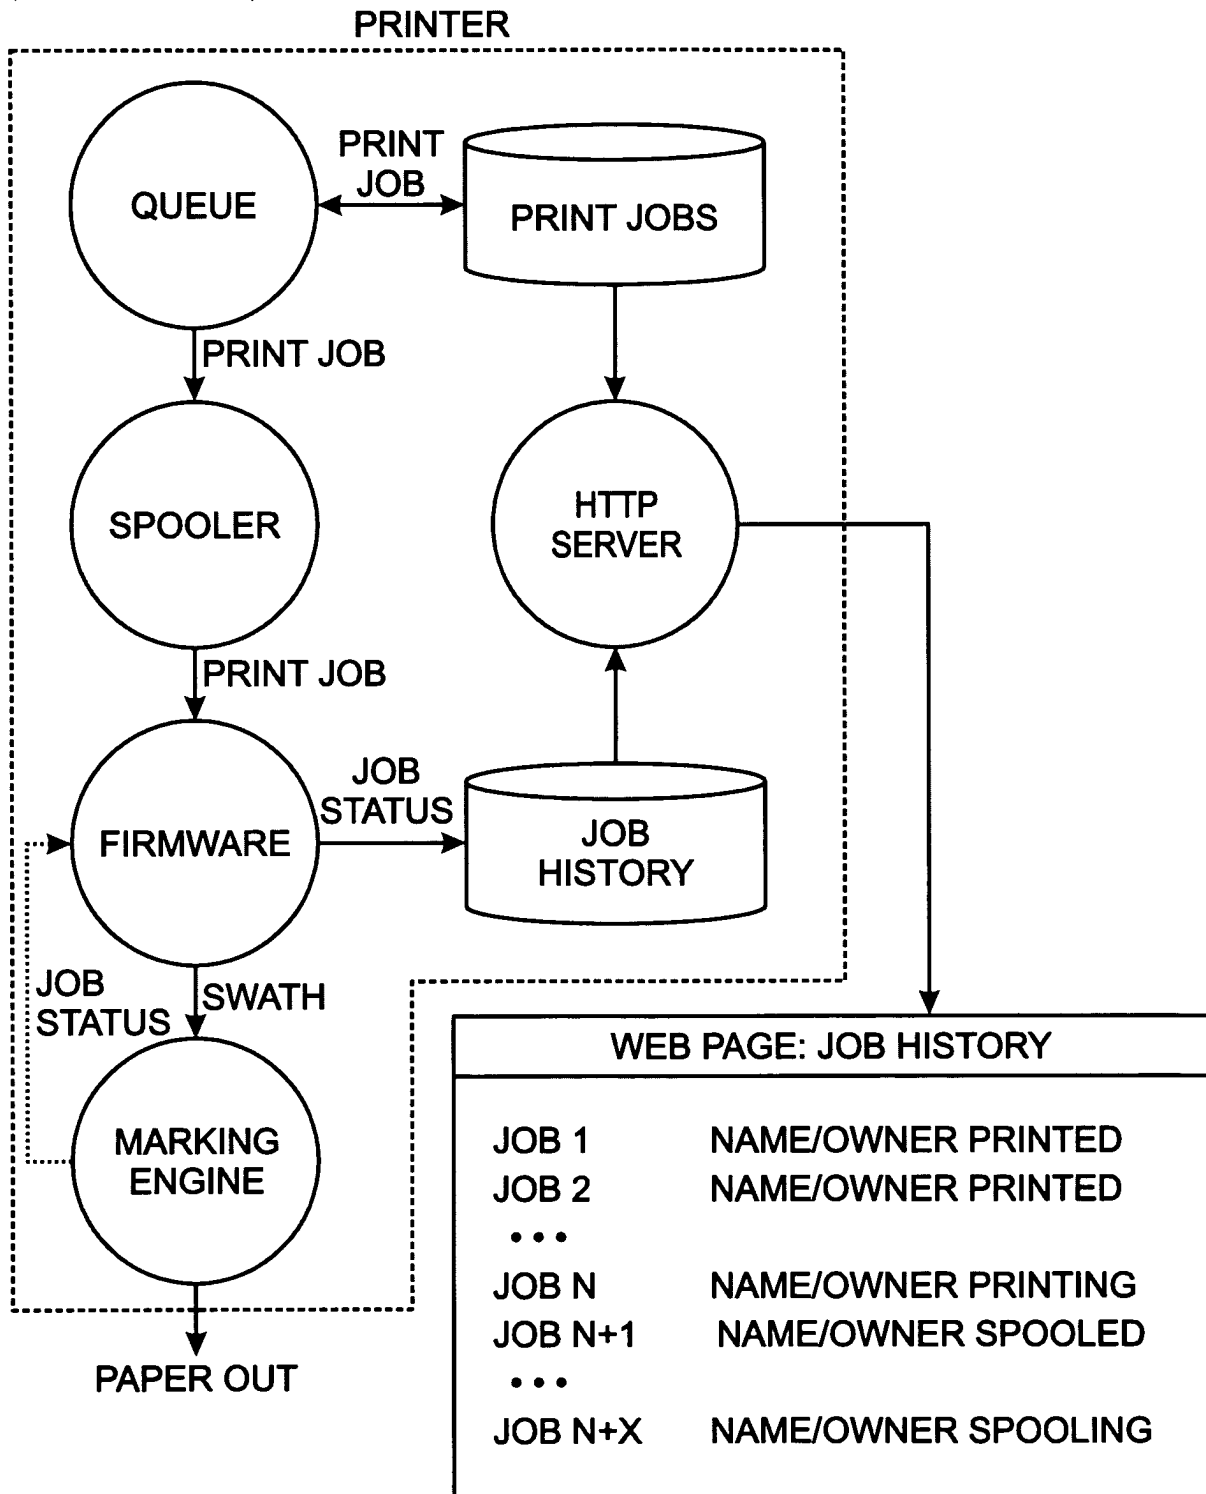 PRINTER
QUEUE
PRINT
JOB
PRINT JOBS
PRINT JOB
SPOOLER
HTTP
SERVER
PRINT JOB
FIRMWARE
JOB
STATUS
JOB
HISTORY
JOB
STATUS
SWATH
MARKING
ENGINE
PAPER OUT
WEB PAGE: JOB HISTORY
JOB 1 NAME/OWNER PRINTED
JOB 2 NAME/OWNER PRINTED
•••
JOB N NAME/OWNER PRINTING
JOB N+1 NAME/OWNER SPOOLED
•••
JOB N+X NAME/OWNER SPOOLING